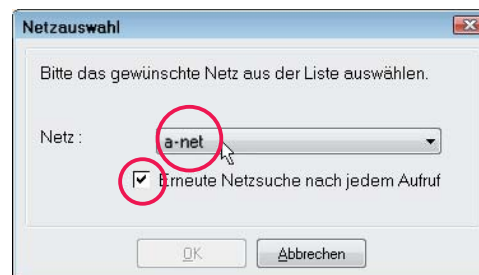 Netzauswahl
Bitte das gewünschte Netz aus der Liste auswählen.
Netz :
a-net
Erneute Netzsuche nach jedem Aufruf
OK
Abbrechen